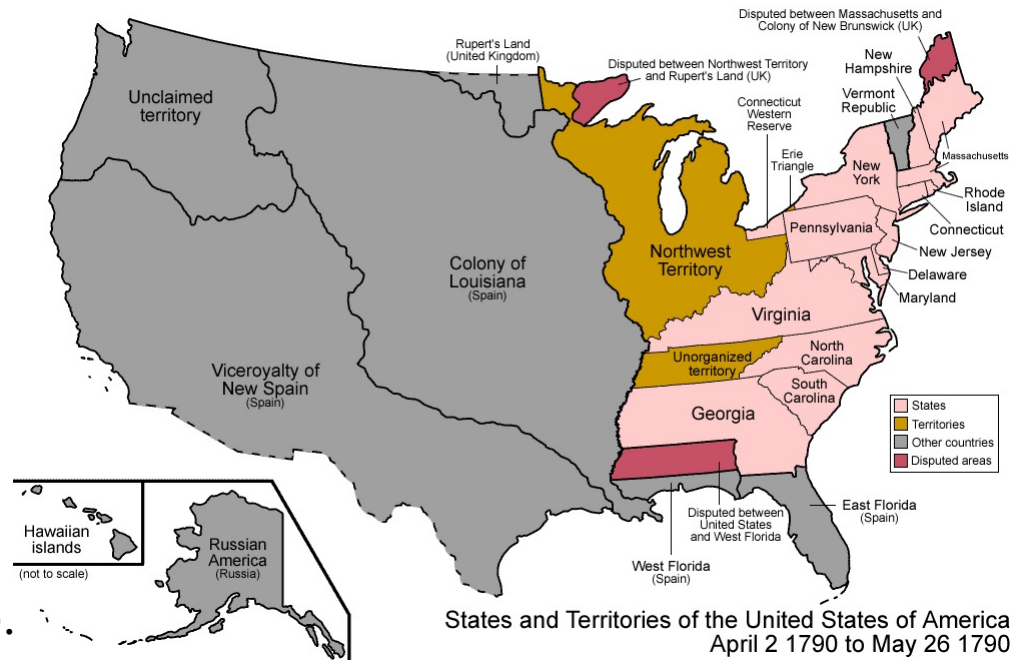 Disputed between Massachusetts and
Colony of New Brunswick (UK)
Rupert's Land
(United Kingdom)
Disputed between Northwest Territory
and Rupert's Land (UK)
New
Hampshire
Vermont
Republic
Unclaimed
territory
Connecticut
Western
Reserve
Erie
Triangle
Massachusetts
New
York
Rhode
Island
Connecticut
Pennsylvania
New Jersey
Northwest
Territory
Colony of
Louisiana
(Spain)
Delaware
Maryland
Virginia
North
Carolina
Unorganized
territory
Viceroyalty of
New Spain
(Spain)
South
Carolina
Georgia
States
Territories
Other countries
Disputed areas
East Florida
(Spain)
Disputed between
United States
and West Florida
West Florida
(Spain)
Hawaiian
islands
(not to scale)
Russian
America
(Russia)
States and Territories of the United States of America
April 2 1790 to May 26 1790